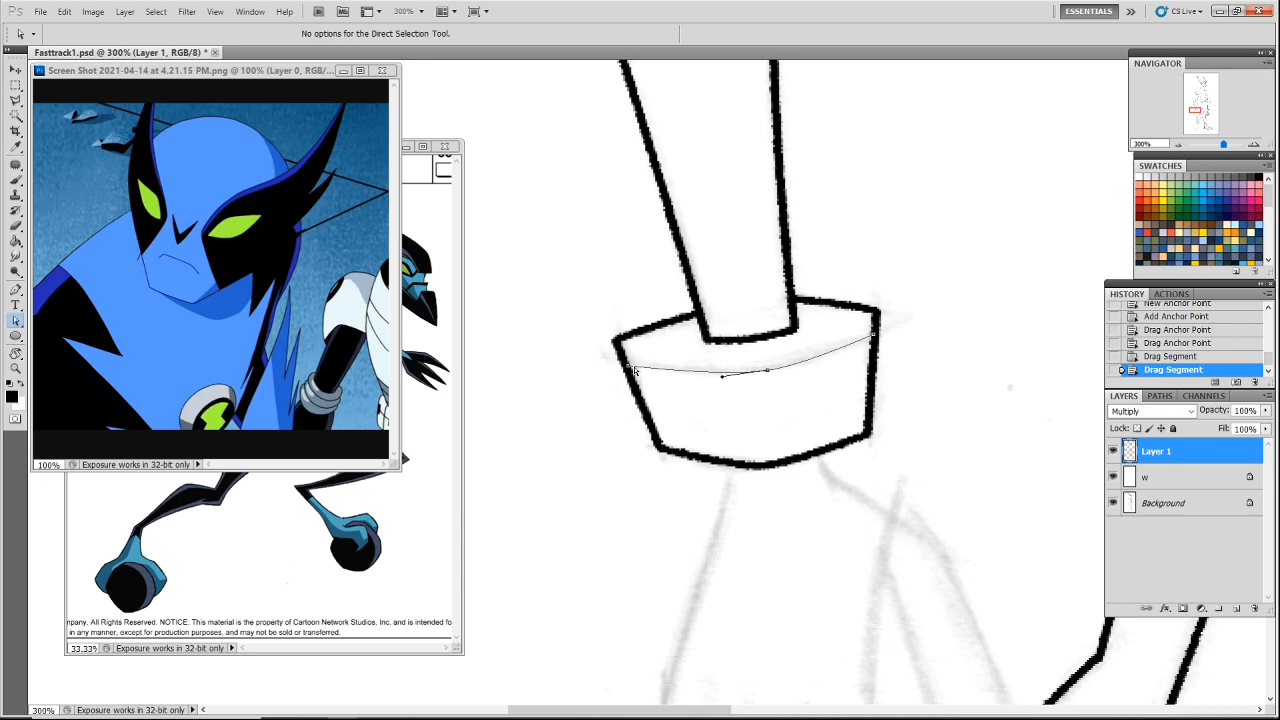 Ps File Edit Image Layer Select Filter View Window Help Br Mb 300% ESSENTIALS CS Live
No options for the Direct Selection Tool.
Fasttrack1.psd @ 300% (Layer 1, RGB/8) *
Screen Shot 2021-04-14 at 4.21.15 PM.png @ 100% (Layer 0, RGB/...
100% Exposure works in 32-bit only
mpany. All Rights Reserved. NOTICE. This material is the property of Cartoon Network Studios, Inc. and is intended fo
in any manner, except for production purposes, and may not be sold or transferred.
33.33% Exposure works in 32-bit only
300% Exposure works in 32-bit only
NAVIGATOR
300%
SWATCHES
HISTORY ACTIONS
New Anchor Point
Add Anchor Point
Drag Anchor Point
Drag Anchor Point
Drag Segment
Drag Segment
LAYERS PATHS CHANNELS
Multiply Opacity: 100%
Lock: Fill: 100%
Layer 1
w
Background